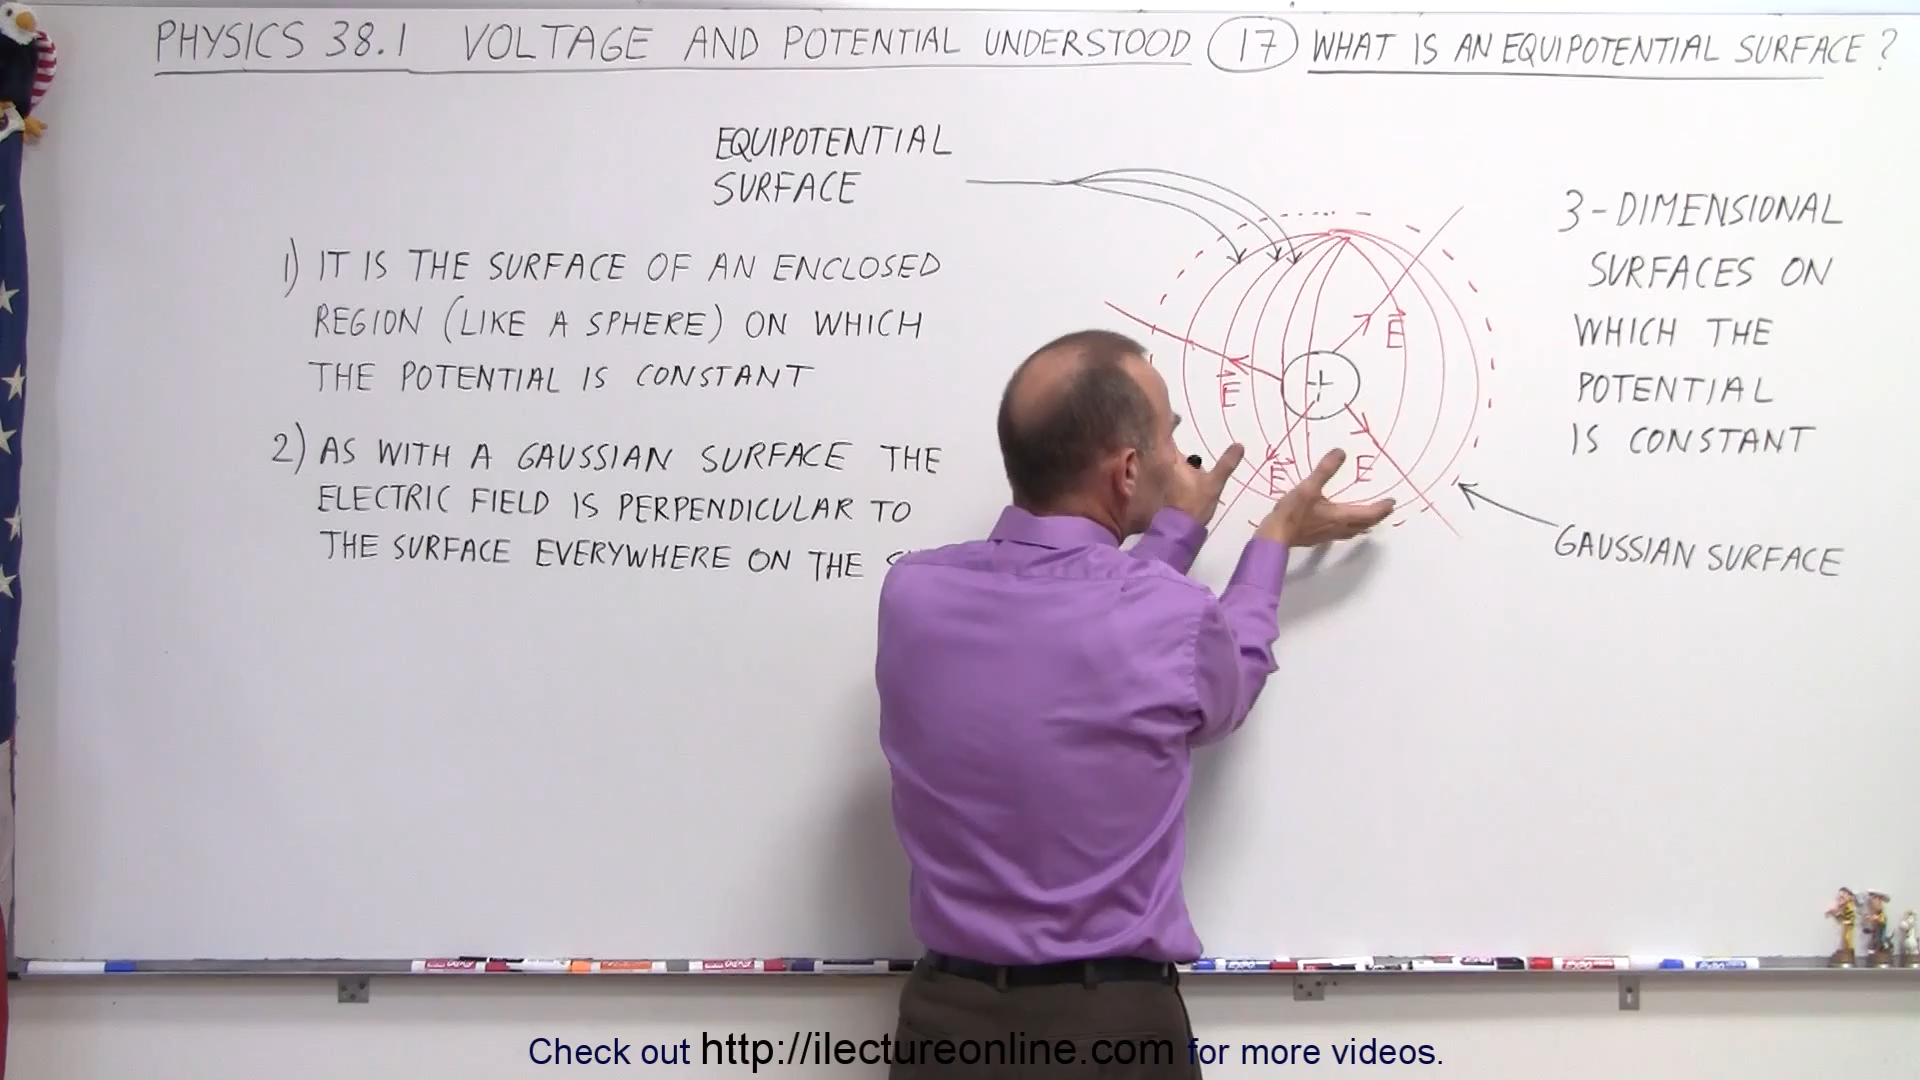 PHYSICS 38.1 VOLTAGE AND POTENTIAL UNDERSTOOD 17 WHAT IS AN EQUIPOTENTIAL SURFACE?
EQUIPOTENTIAL
SURFACE
1) IT IS THE SURFACE OF AN ENCLOSED
REGION (LIKE A SPHERE) ON WHICH
THE POTENTIAL IS CONSTANT
2) AS WITH A GAUSSIAN SURFACE THE
ELECTRIC FIELD IS PERPENDICULAR TO
THE SURFACE EVERYWHERE ON THE
E
E
+
E
E
3-DIMENSIONAL
SURFACES ON
WHICH THE
POTENTIAL
IS CONSTANT
GAUSSIAN SURFACE
Check out http://ilectureonline.com for more videos.